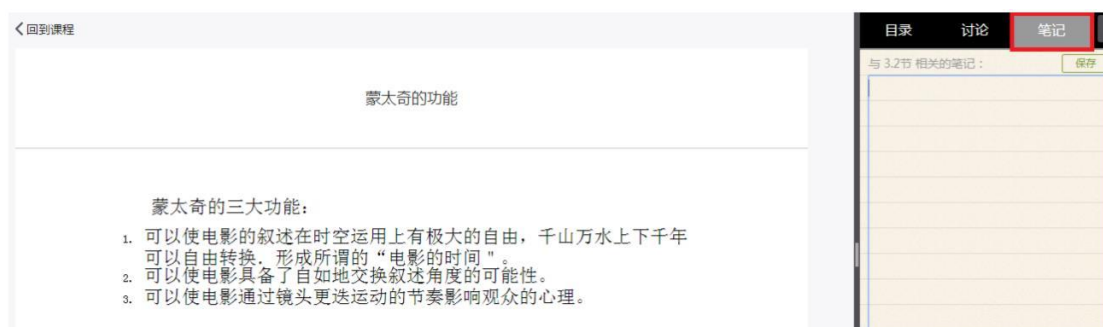 回到课程
目录 讨论 笔记
与 3.2节 相关的笔记：
保存
蒙太奇的功能
蒙太奇的三大功能：
1. 可以使电影的叙述在时空运用上有极大的自由，千山万水上下千年
可以自由转换．形成所谓的“电影的时间＂。
2. 可以使电影具备了自如地交换叙述角度的可能性。
3. 可以使电影通过镜头更迭运动的节奏影响观众的心理。